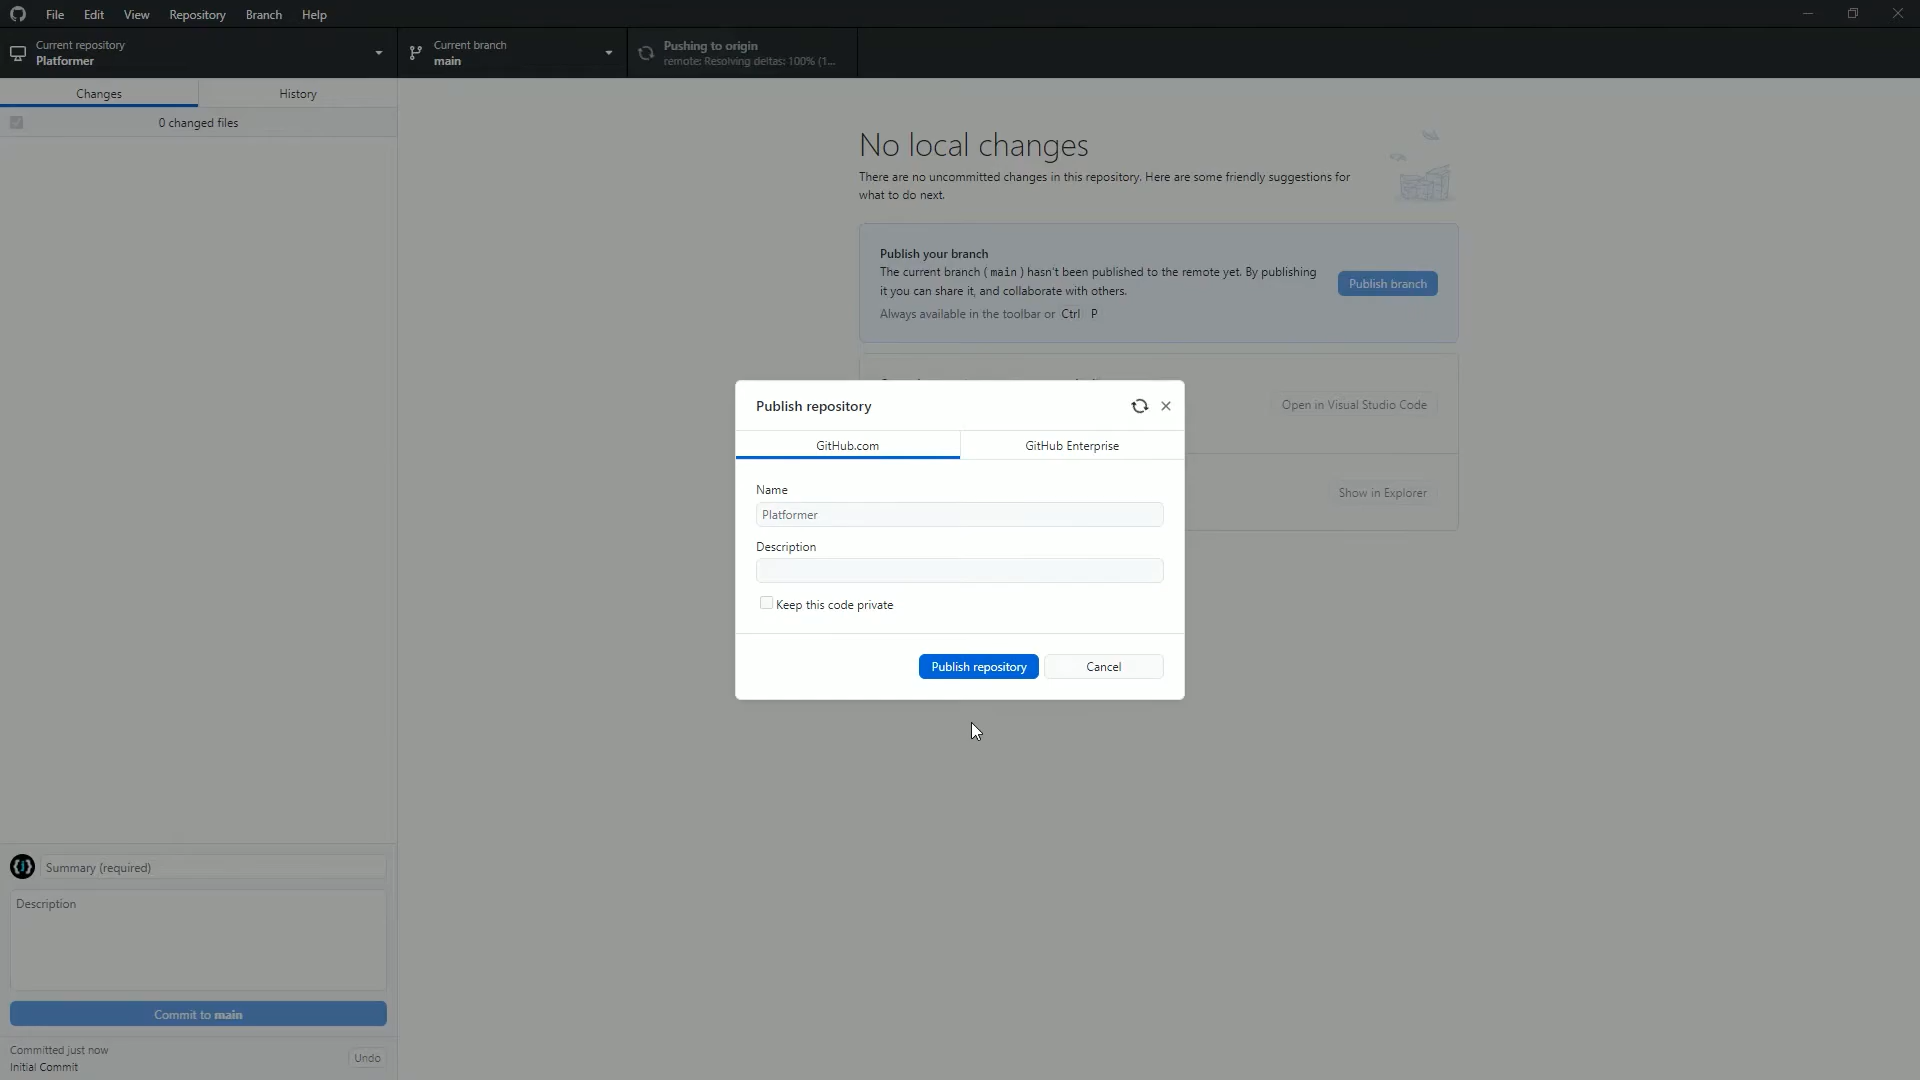 File Edit View Repository Branch Help
Current repository
Platformer
Current branch
main
Pushing to origin
remote: Resolving deltas: 100% (1...
Changes History
0 changed files
No local changes
There are no uncommitted changes in this repository. Here are some friendly suggestions for
what to do next.
Publish your branch
The current branch ( main ) hasn't been published to the remote yet. By publishing
it you can share it, and collaborate with others.
Publish branch
Always available in the toolbar or Ctrl P
Open in Visual Studio Code
Show in Explorer
Publish repository
GitHub.com GitHub Enterprise
Name
Platformer
Description
Keep this code private
Publish repository Cancel
Summary (required)
Description
Commit to main
Committed just now
Initial Commit
Undo